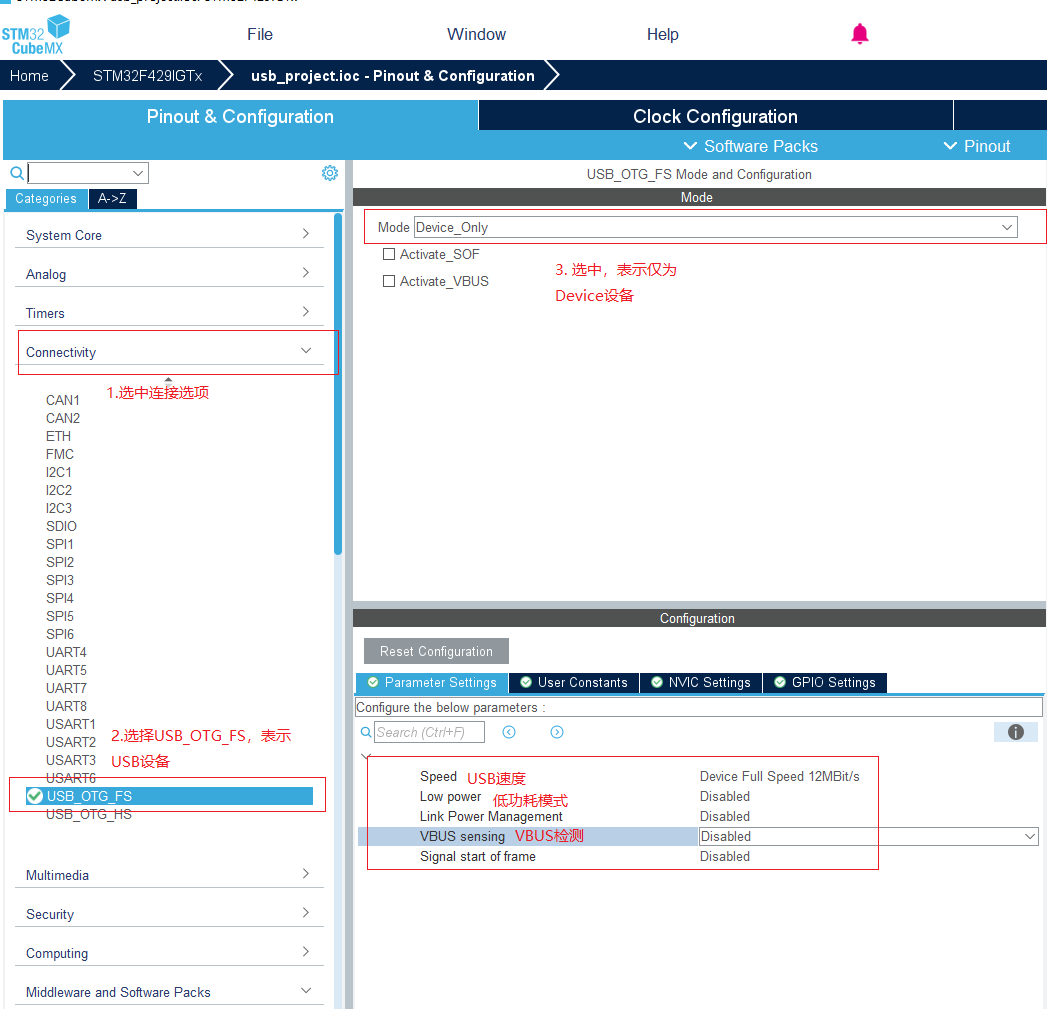 STM32
CubeMX
File
Window
Help
Home
STM32F429IGTx
usb_project.ioc - Pinout & Configuration
Pinout & Configuration
Clock Configuration
Software Packs
Pinout
Categories
A->Z
System Core
Analog
Timers
Connectivity
1.选中连接选项
CAN1
CAN2
ETH
FMC
I2C1
I2C2
I2C3
SDIO
SPI1
SPI2
SPI3
SPI4
SPI5
SPI6
UART4
UART5
UART7
UART8
USART1
USART2
USART3
USART6
2.选择USB_OTG_FS，表示
USB设备
USB_OTG_FS
USB_OTG_HS
Multimedia
Security
Computing
Middleware and Software Packs
USB_OTG_FS Mode and Configuration
Mode
Mode Device_Only
Activate_SOF
Activate_VBUS
3. 选中，表示仅为
Device设备
Configuration
Reset Configuration
Parameter Settings
User Constants
NVIC Settings
GPIO Settings
Configure the below parameters :
Search (Ctrl+F)
Speed USB速度 Device Full Speed 12MBit/s
Low power 低功耗模式 Disabled
Link Power Management Disabled
VBUS sensing VBUS检测 Disabled
Signal start of frame Disabled